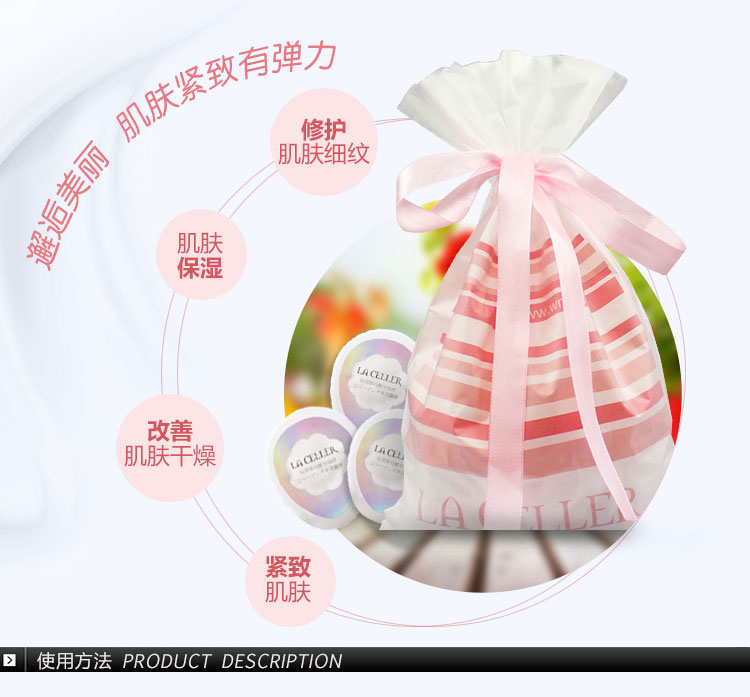 邂逅美丽 肌肤紧致有弹力
修护
肌肤细纹
肌肤
保湿
改善
肌肤干燥
紧致
肌肤
LA CELLER
LA CELLER
LA CELLER
LA CELLER
使用方法 PRODUCT DESCRIPTION